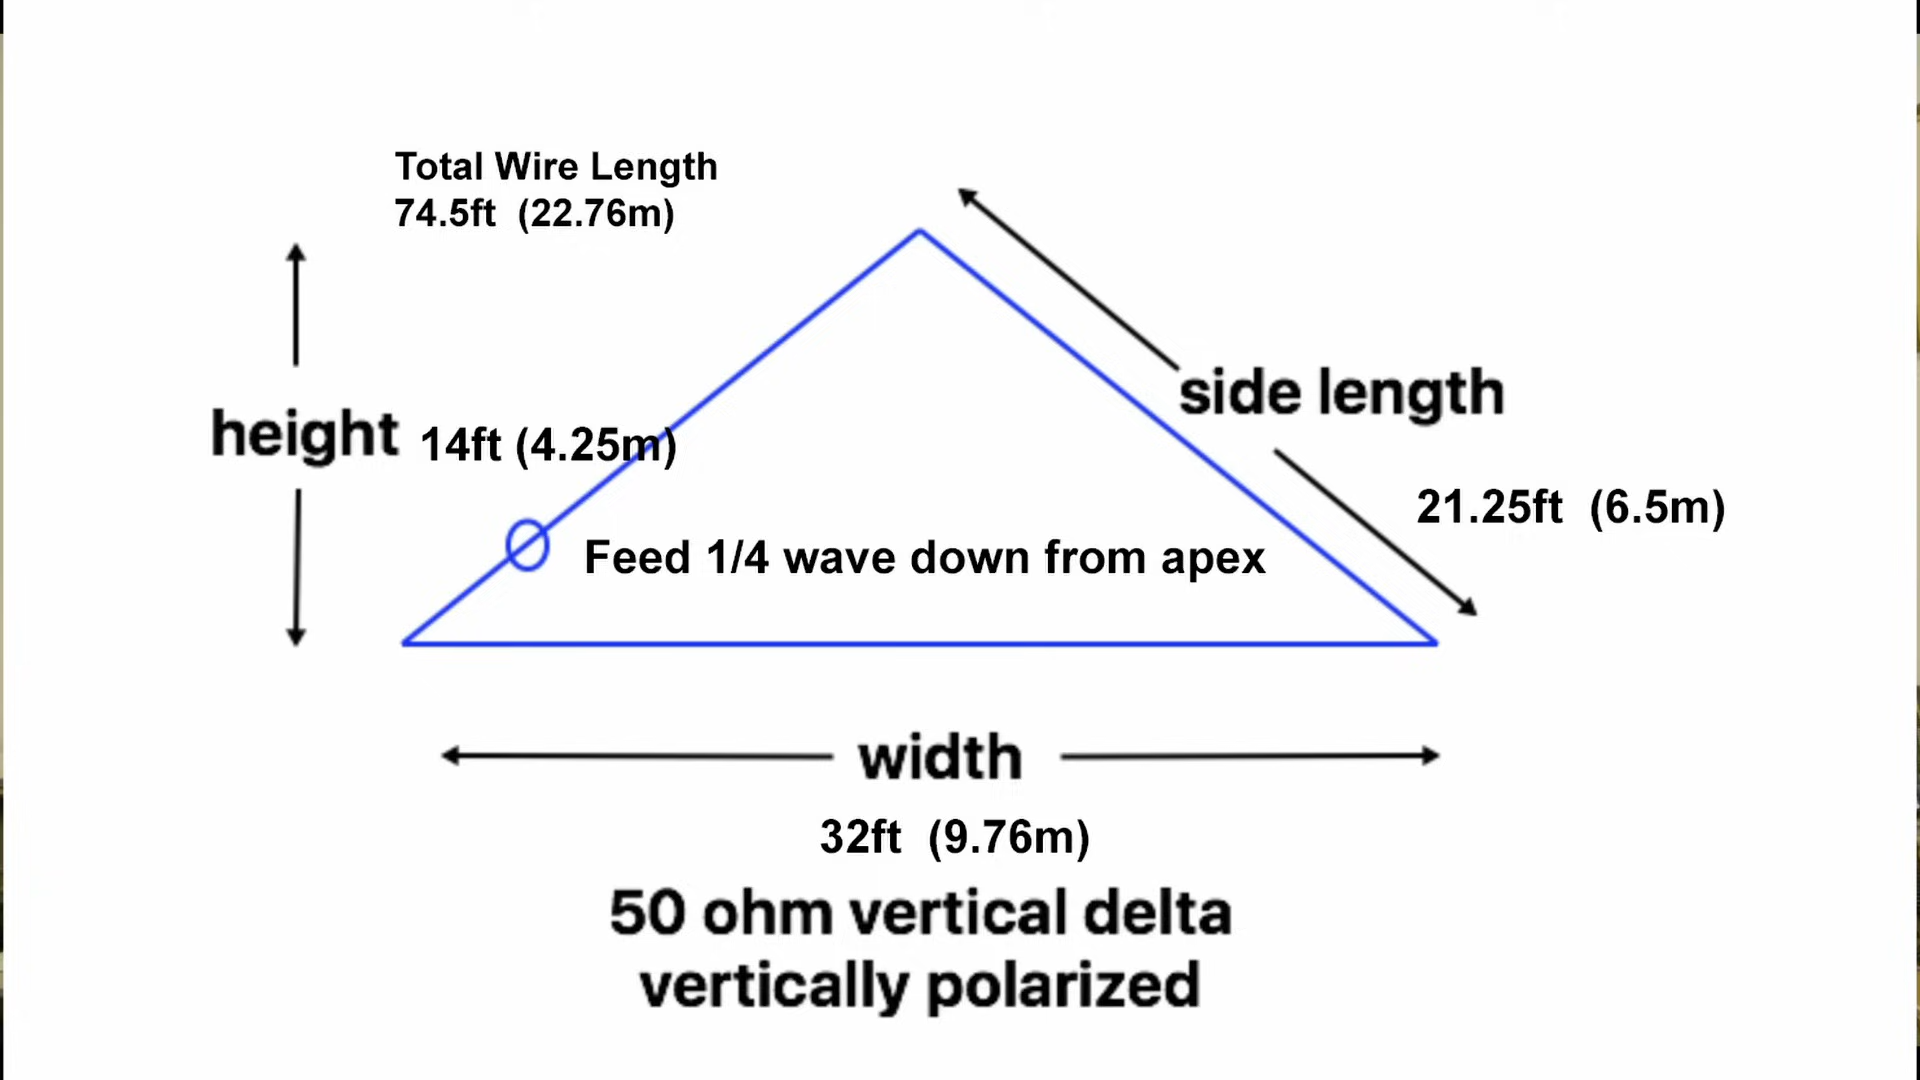 Total Wire Length
74.5ft (22.76m)
height 14ft (4.25m)
side length
21.25ft (6.5m)
Feed 1/4 wave down from apex
width
32ft (9.76m)
50 ohm vertical delta
vertically polarized